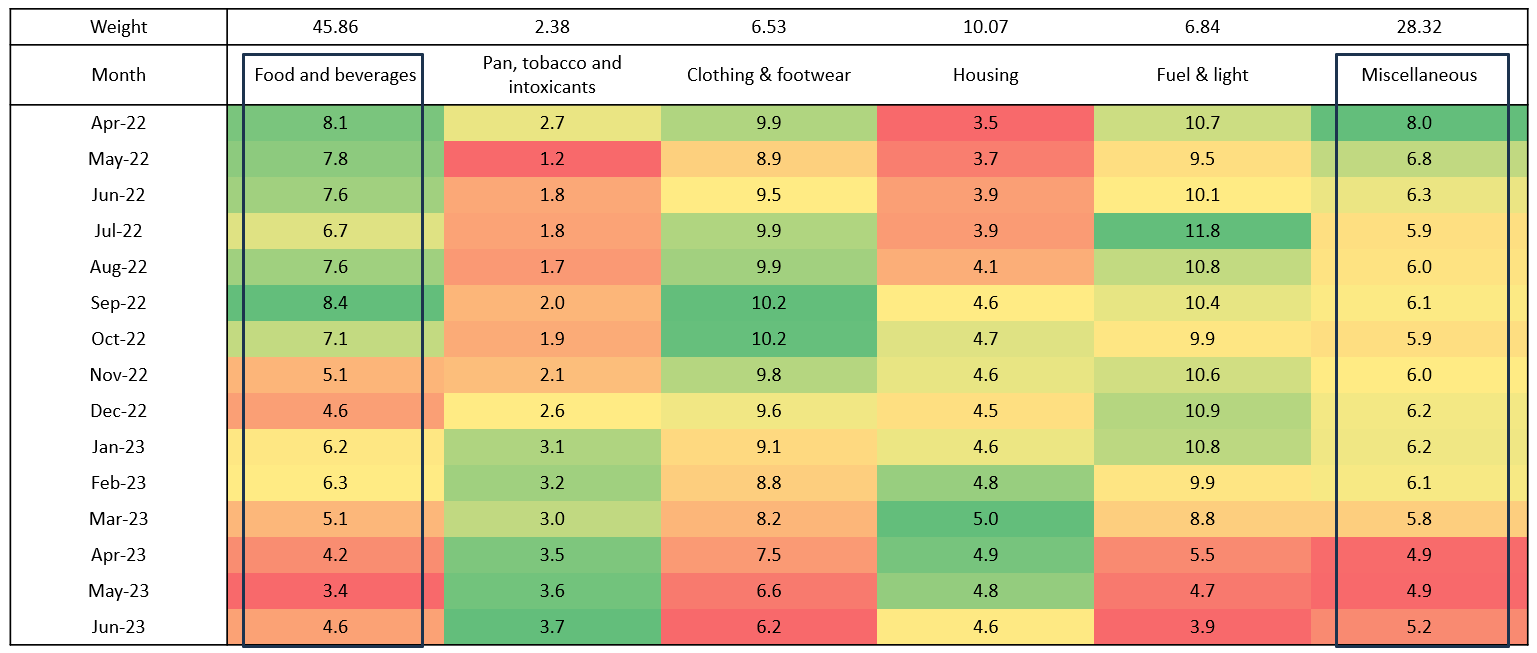 Weight 45.86 2.38 6.53 10.07 6.84 28.32
Month Food and beverages Pan, tobacco and intoxicants Clothing & footwear Housing Fuel & light Miscellaneous
Apr-22 8.1 2.7 9.9 3.5 10.7 8.0
May-22 7.8 1.2 8.9 3.7 9.5 6.8
Jun-22 7.6 1.8 9.5 3.9 10.1 6.3
Jul-22 6.7 1.8 9.9 3.9 11.8 5.9
Aug-22 7.6 1.7 9.9 4.1 10.8 6.0
Sep-22 8.4 2.0 10.2 4.6 10.4 6.1
Oct-22 7.1 1.9 10.2 4.7 9.9 5.9
Nov-22 5.1 2.1 9.8 4.6 10.6 6.0
Dec-22 4.6 2.6 9.6 4.5 10.9 6.2
Jan-23 6.2 3.1 9.1 4.6 10.8 6.2
Feb-23 6.3 3.2 8.8 4.8 9.9 6.1
Mar-23 5.1 3.0 8.2 5.0 8.8 5.8
Apr-23 4.2 3.5 7.5 4.9 5.5 4.9
May-23 3.4 3.6 6.6 4.8 4.7 4.9
Jun-23 4.6 3.7 6.2 4.6 3.9 5.2